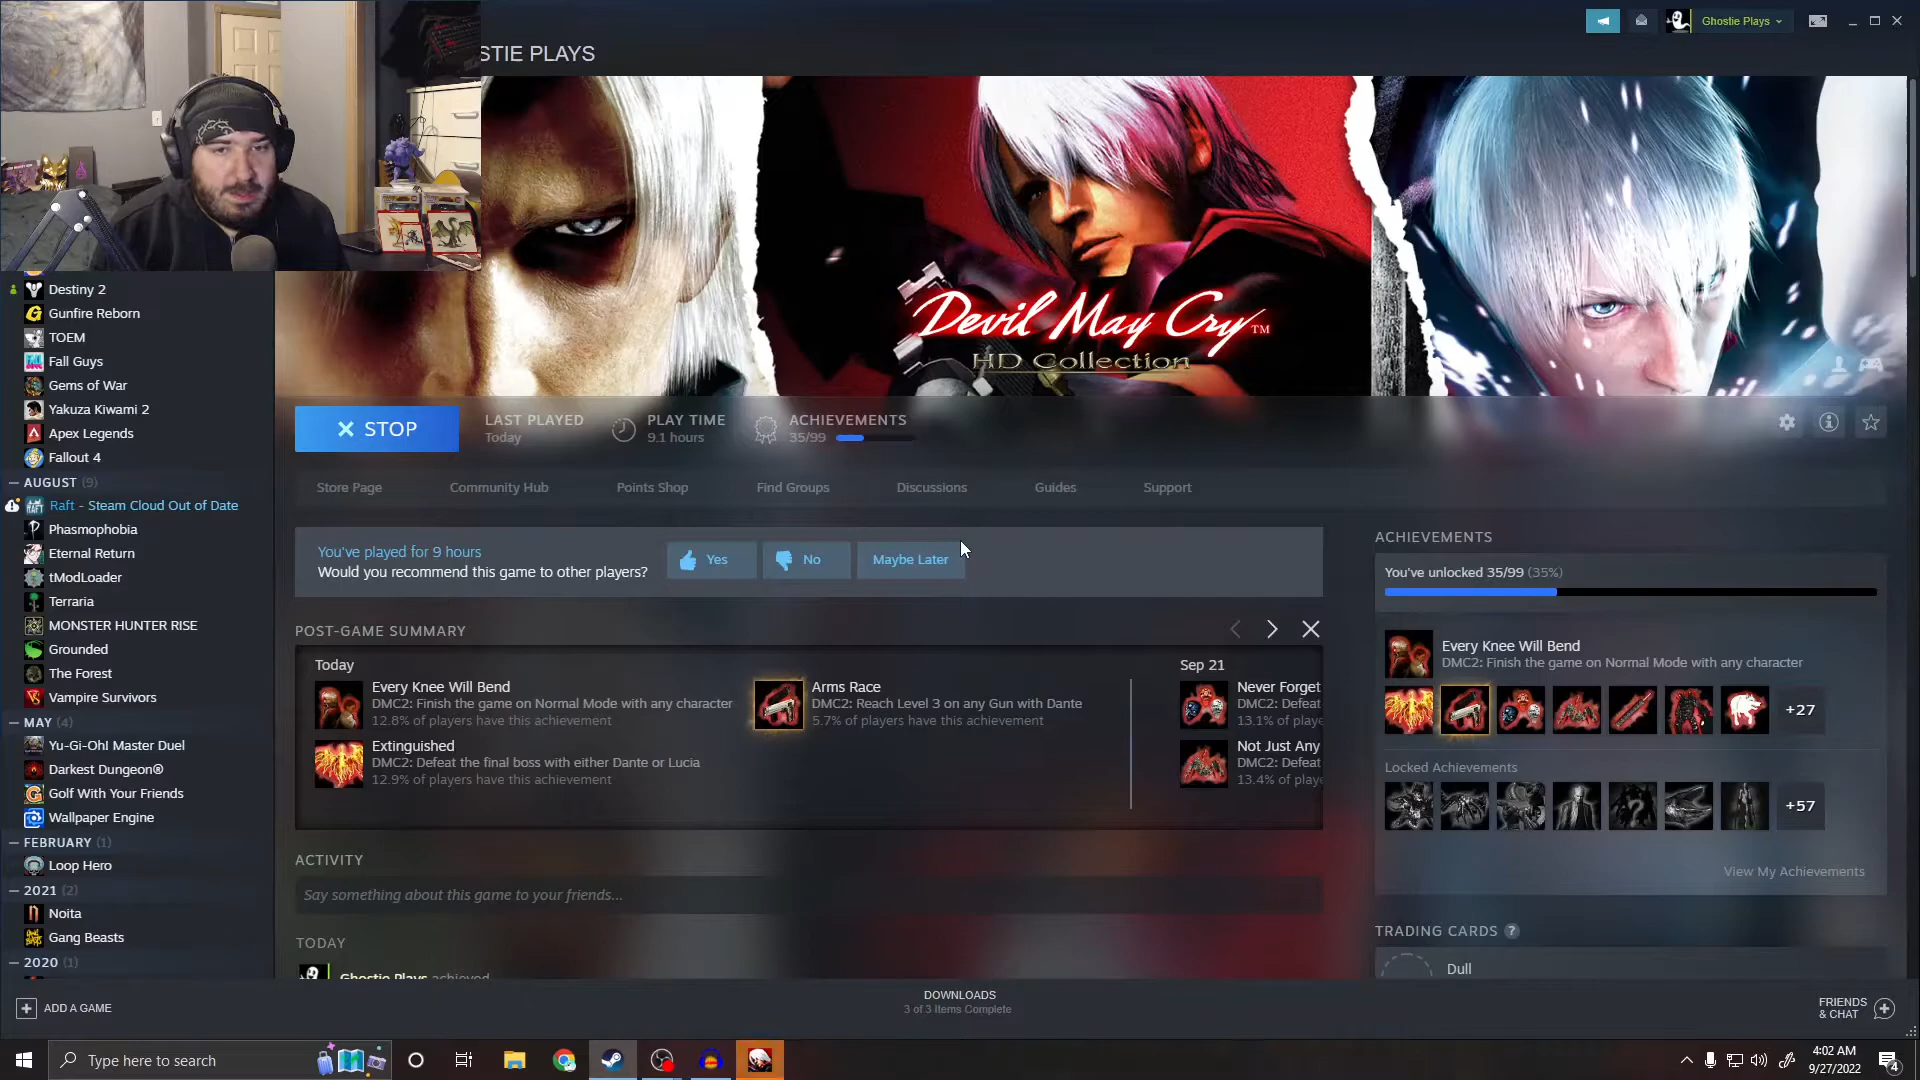 STIE PLAYS
Ghostie Plays
Devil May Cry™
HD Collection
Destiny 2
Gunfire Reborn
TOEM
Fall Guys
Gems of War
Yakuza Kiwami 2
Apex Legends
Fallout 4
AUGUST (9)
Raft - Steam Cloud Out of Date
Phasmophobia
Eternal Return
tModLoader
Terraria
MONSTER HUNTER RISE
Grounded
The Forest
Vampire Survivors
MAY (4)
Yu-Gi-Oh! Master Duel
Darkest Dungeon®
Golf With Your Friends
Wallpaper Engine
FEBRUARY (1)
Loop Hero
2021 (2)
Noita
Gang Beasts
2020 (1)
STOP
LAST PLAYED
Today
PLAY TIME
9.1 hours
ACHIEVEMENTS
35/99
Store Page
Community Hub
Points Shop
Find Groups
Discussions
Guides
Support
You've played for 9 hours
Would you recommend this game to other players?
Yes
No
Maybe Later
POST-GAME SUMMARY
Today
Every Knee Will Bend
DMC2: Finish the game on Normal Mode with any character
12.8% of players have this achievement
Extinguished
DMC2: Defeat the final boss with either Dante or Lucia
12.9% of players have this achievement
Arms Race
DMC2: Reach Level 3 on any Gun with Dante
5.7% of players have this achievement
Sep 21
Never Forget
DMC2: Defeat
13.1% of playe
Not Just Any
DMC2: Defeat
13.4% of playe
ACTIVITY
Say something about this game to your friends...
TODAY
Ghostie Plays achieved
ACHIEVEMENTS
You've unlocked 35/99 (35%)
Every Knee Will Bend
DMC2: Finish the game on Normal Mode with any character
+27
Locked Achievements
+57
View My Achievements
TRADING CARDS ?
Dull
ADD A GAME
DOWNLOADS
3 of 3 Items Complete
FRIENDS
& CHAT
Type here to search
4:02 AM
9/27/2022
4